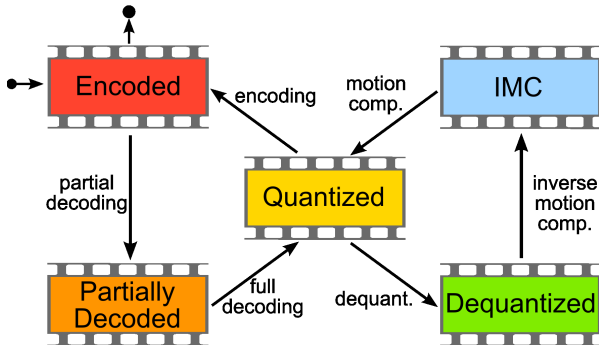 Encoded
encoding
motion
comp.
IMC
partial
decoding
Quantized
inverse
motion
comp.
Partially
Decoded
full
decoding
dequant.
Dequantized